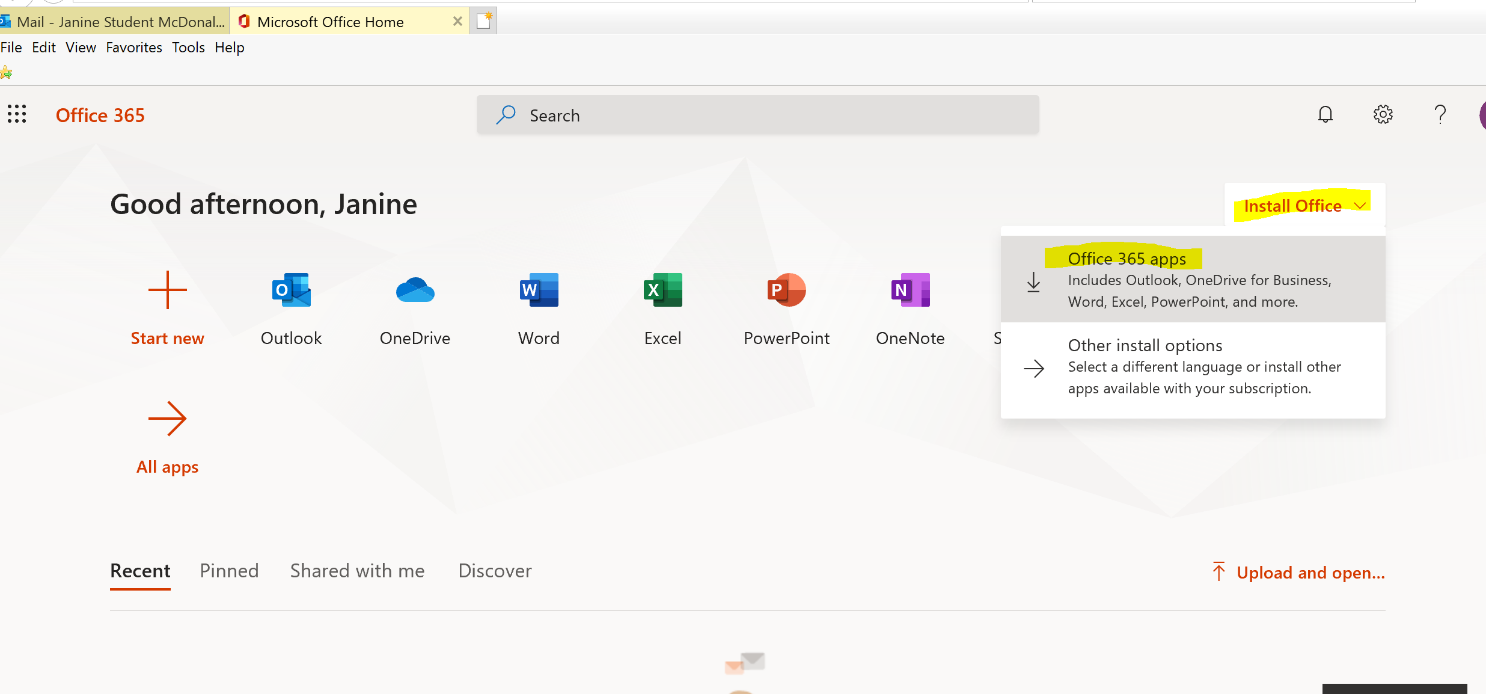 Mail - Janine Student McDonal...
Microsoft Office Home
File Edit View Favorites Tools Help
Office 365
Search
Good afternoon, Janine
Install Office
Office 365 apps
Includes Outlook, OneDrive for Business,
Word, Excel, PowerPoint, and more.
Other install options
Select a different language or install other
apps available with your subscription.
Start new
Outlook
OneDrive
Word
Excel
PowerPoint
OneNote
S
All apps
Recent Pinned Shared with me Discover
Upload and open...